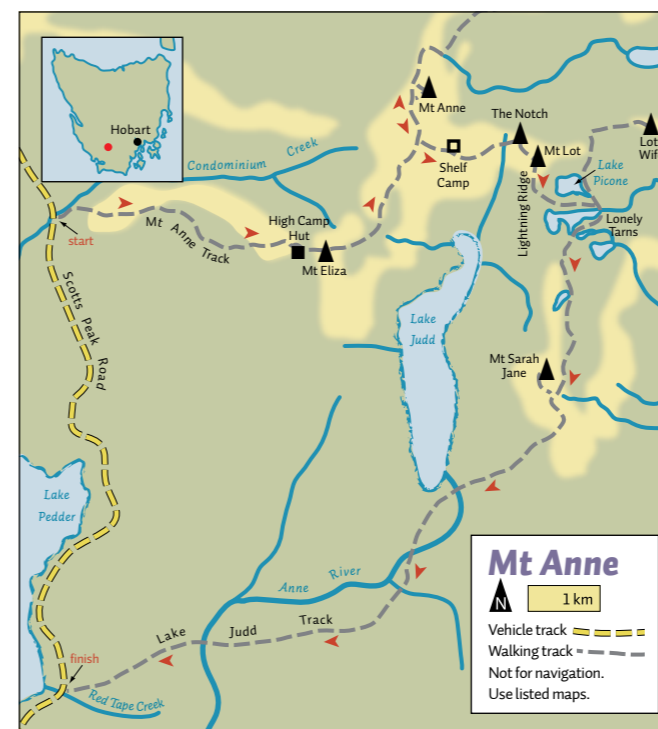 Hobart
Condominium Creek
Mt Anne
The Notch
Mt Lot
Lot
Wif
Lake
Picone
Shelf
Camp
Lightning Ridge
Lonely
Tarns
start
Mt Anne Track
High Camp
Hut
Mt Eliza
Scotts Peak Road
Lake
Judd
Mt Sarah
Jane
Lake
Pedder
Anne River
Lake Judd Track
finish
Red Tape Creek
Mt Anne
N
1 km
Vehicle track
Walking track
Not for navigation.
Use listed maps.